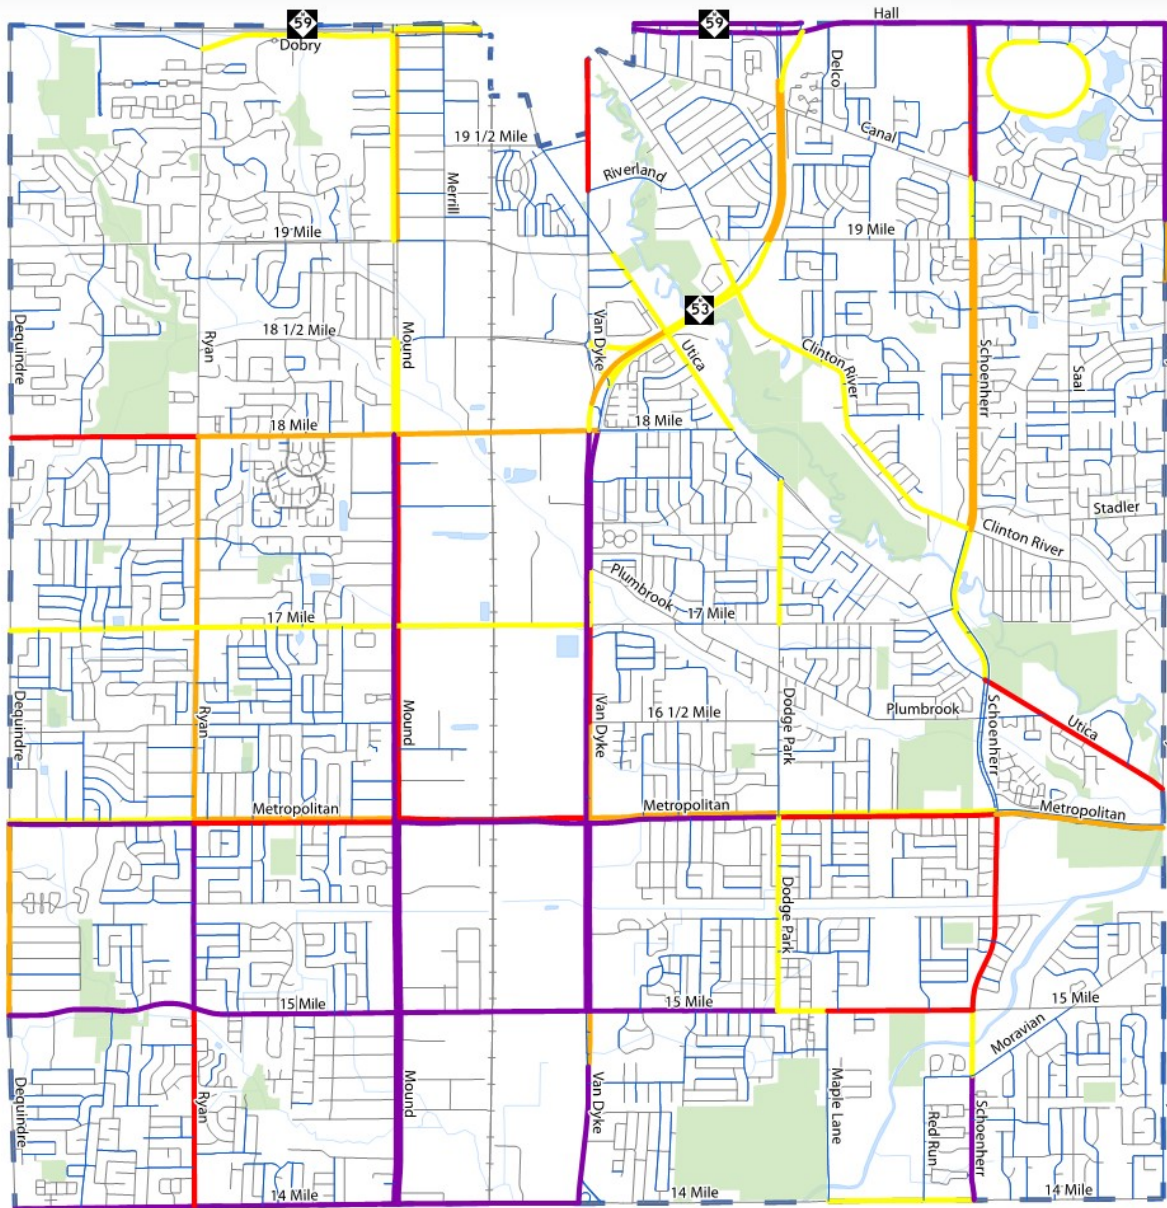 59
59
Hall
Dobry
Delco
Canal
19 1/2 Mile
Riverland
Merrill
19 Mile
19 Mile
53
Dequindre
Ryan
18 1/2 Mile
Mound
Van Dyke
Utica
Clinton River
Schoenherr
Saal
18 Mile
18 Mile
Stadler
Clinton River
Plumbrook
17 Mile
17 Mile
Dequindre
Ryan
Mound
Van Dyke
16 1/2 Mile
Dodge Park
Plumbrook
Schoenherr
Utica
Metropolitan
Metropolitan
Metropolitan
Dodge Park
15 Mile
15 Mile
15 Mile
Moravian
Dequindre
Ryan
Mound
Van Dyke
Maple Lane
Red Run
Schoenherr
14 Mile
14 Mile
14 Mile